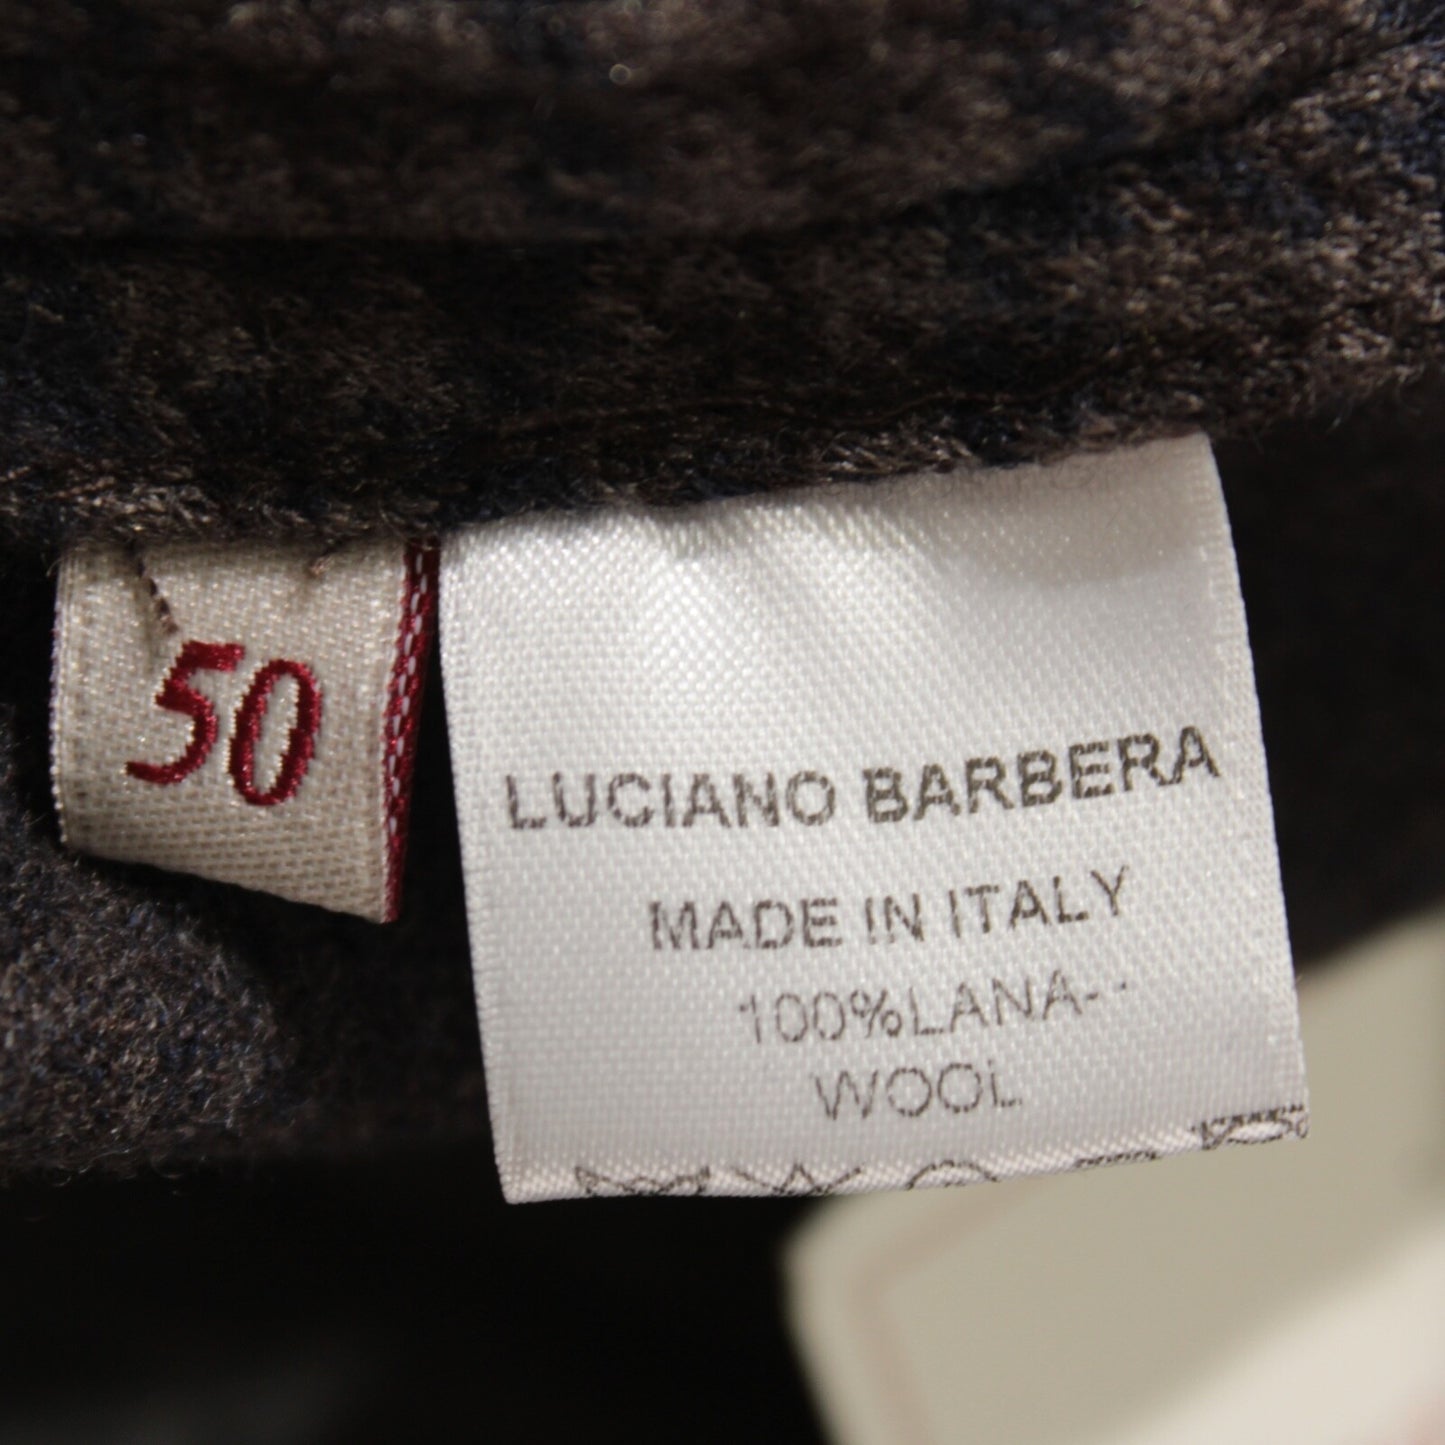 50
LUCIANO BARBERA
MADE IN ITALY
100%LANA--
WOOL